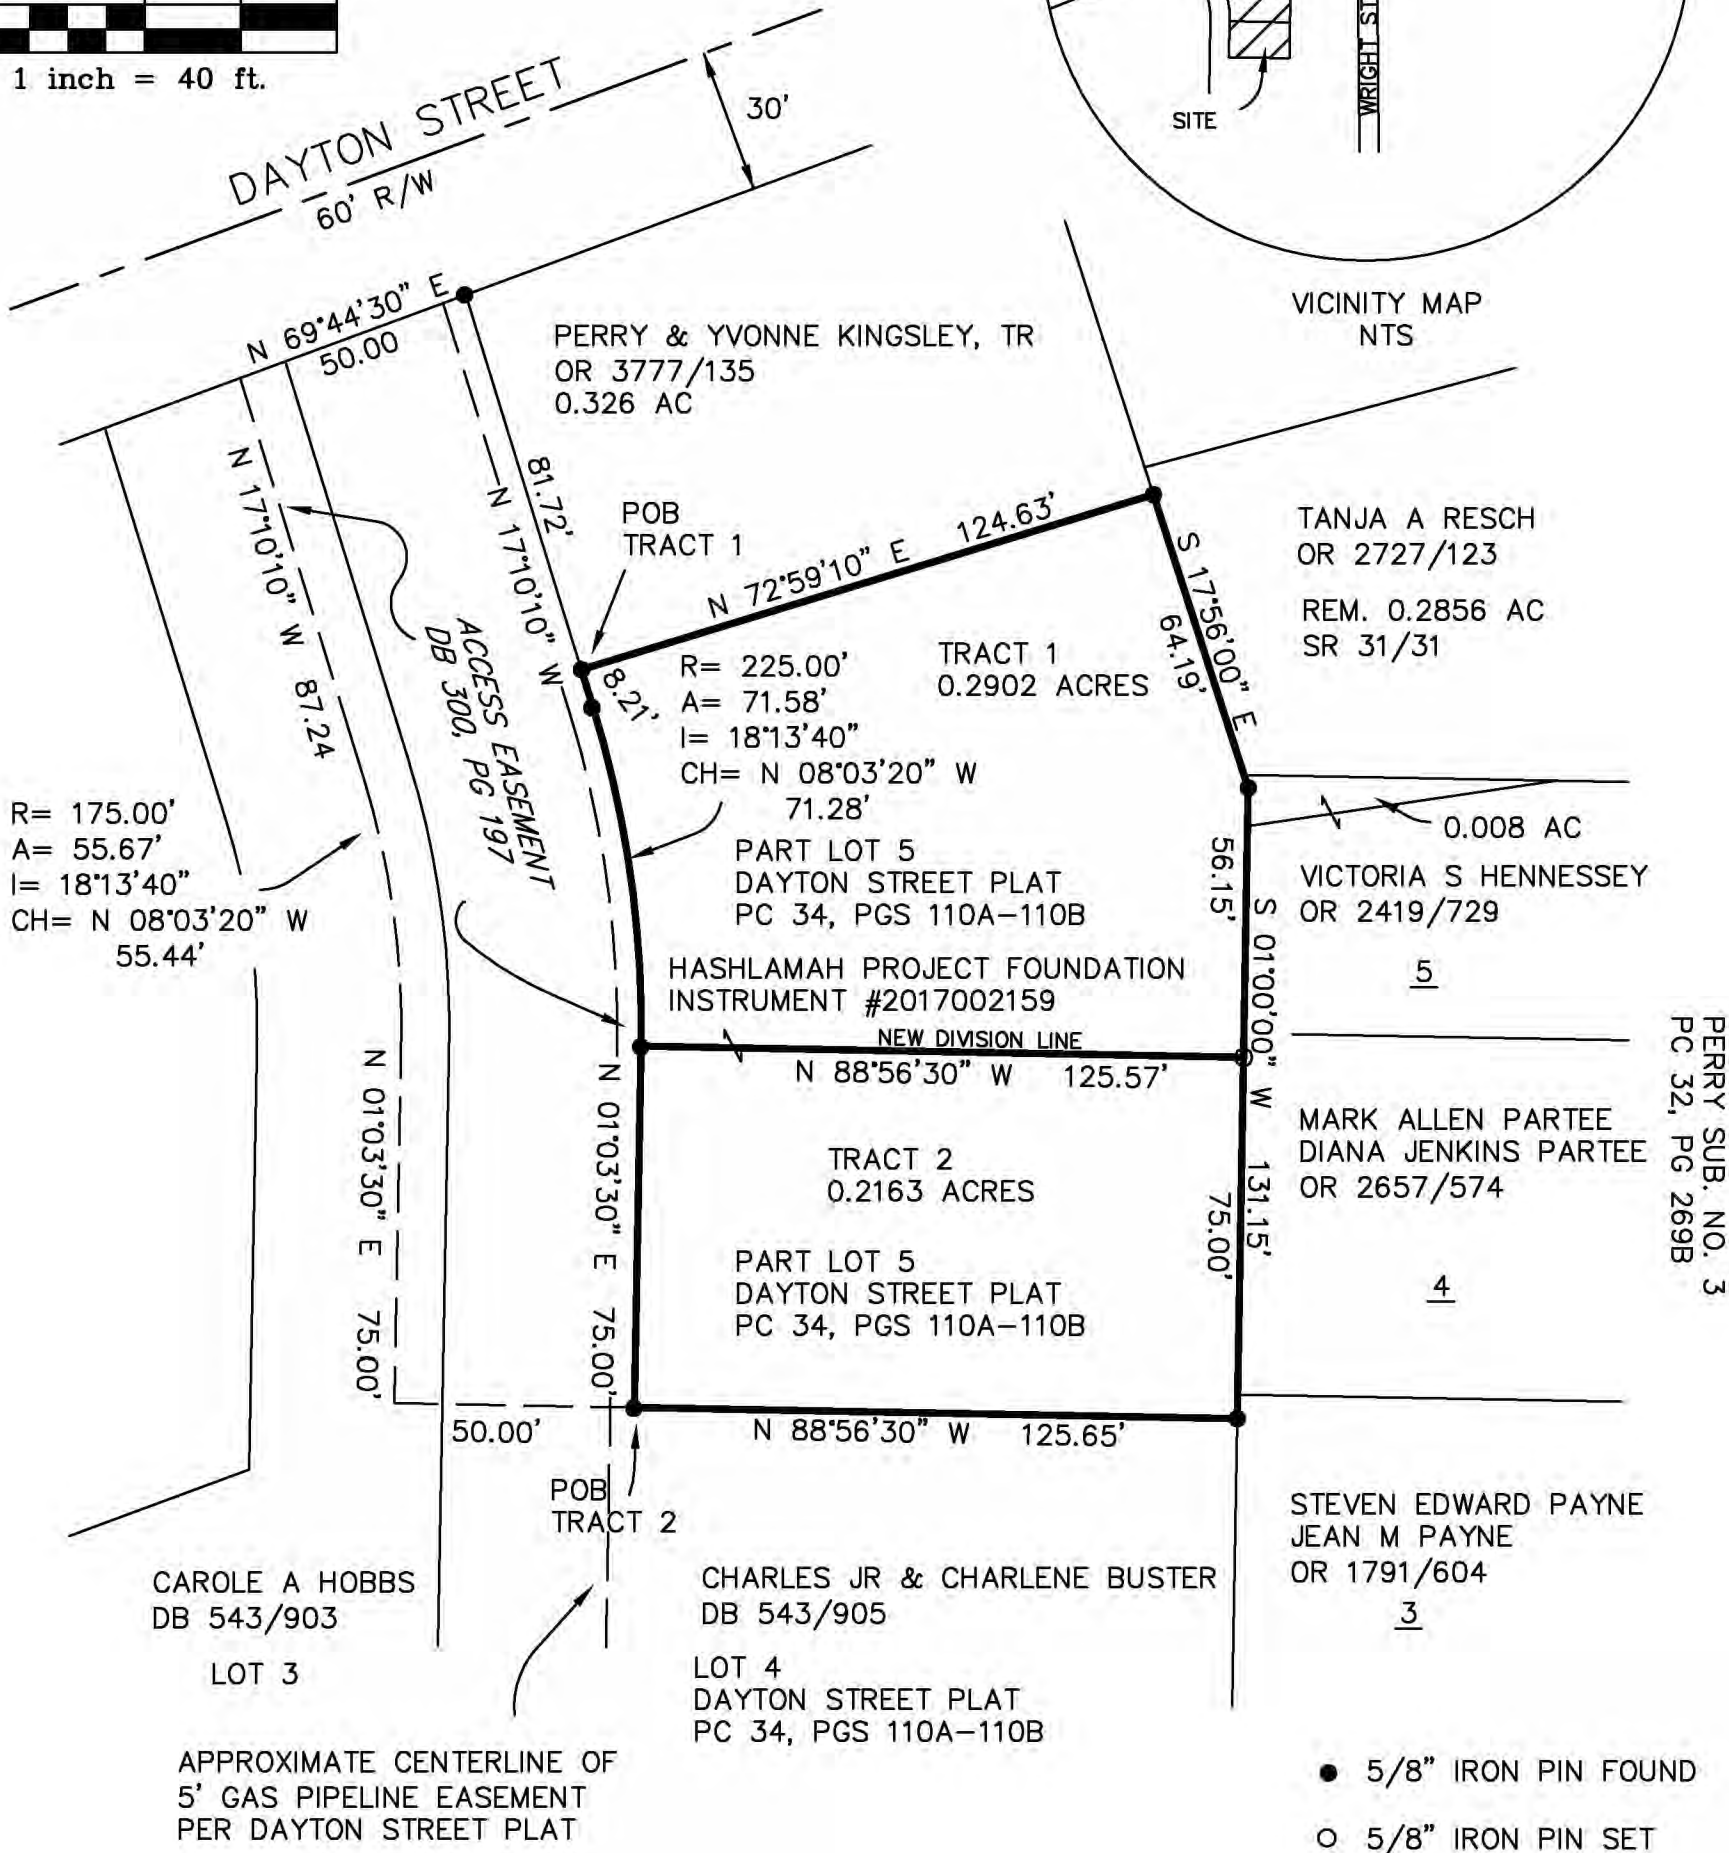 1 inch = 40 ft.
DAYTON STREET
60' R/W
30'
WRIGHT ST
SITE
VICINITY MAP
NTS
N 69°44'30" E
50.00
PERRY & YVONNE KINGSLEY, TR
OR 3777/135
0.326 AC
N 17°10'10" W 87.24
81.72'
N 17°10'10" W
POB
TRACT 1
N 72°59'10" E 124.63'
S 17°56'00" E
64.19'
TANJA A RESCH
OR 2727/123
REM. 0.2856 AC
SR 31/31
ACCESS EASEMENT
DB 300, PG 197
8.21'
R= 225.00'
A= 71.58'
I= 18°13'40"
CH= N 08°03'20" W
71.28'
TRACT 1
0.2902 ACRES
R= 175.00'
A= 55.67'
I= 18°13'40"
CH= N 08°03'20" W
55.44'
PART LOT 5
DAYTON STREET PLAT
PC 34, PGS 110A-110B
56.15'
0.008 AC
VICTORIA S HENNESSEY
OR 2419/729
5
HASHLAMAH PROJECT FOUNDATION
INSTRUMENT #2017002159
NEW DIVISION LINE
N 88°56'30" W 125.57'
S 01°00'00" W 131.15'
75.00'
N 01°03'30" E 75.00'
N 01°03'30" E 75.00'
TRACT 2
0.2163 ACRES
PART LOT 5
DAYTON STREET PLAT
PC 34, PGS 110A-110B
MARK ALLEN PARTEE
DIANA JENKINS PARTEE
OR 2657/574
4
PERRY SUB. NO. 3
PC 32, PG 269B
50.00'
N 88°56'30" W 125.65'
POB
TRACT 2
STEVEN EDWARD PAYNE
JEAN M PAYNE
OR 1791/604
3
CAROLE A HOBBS
DB 543/903
LOT 3
CHARLES JR & CHARLENE BUSTER
DB 543/905
LOT 4
DAYTON STREET PLAT
PC 34, PGS 110A-110B
APPROXIMATE CENTERLINE OF
5' GAS PIPELINE EASEMENT
PER DAYTON STREET PLAT
5/8" IRON PIN FOUND
5/8" IRON PIN SET